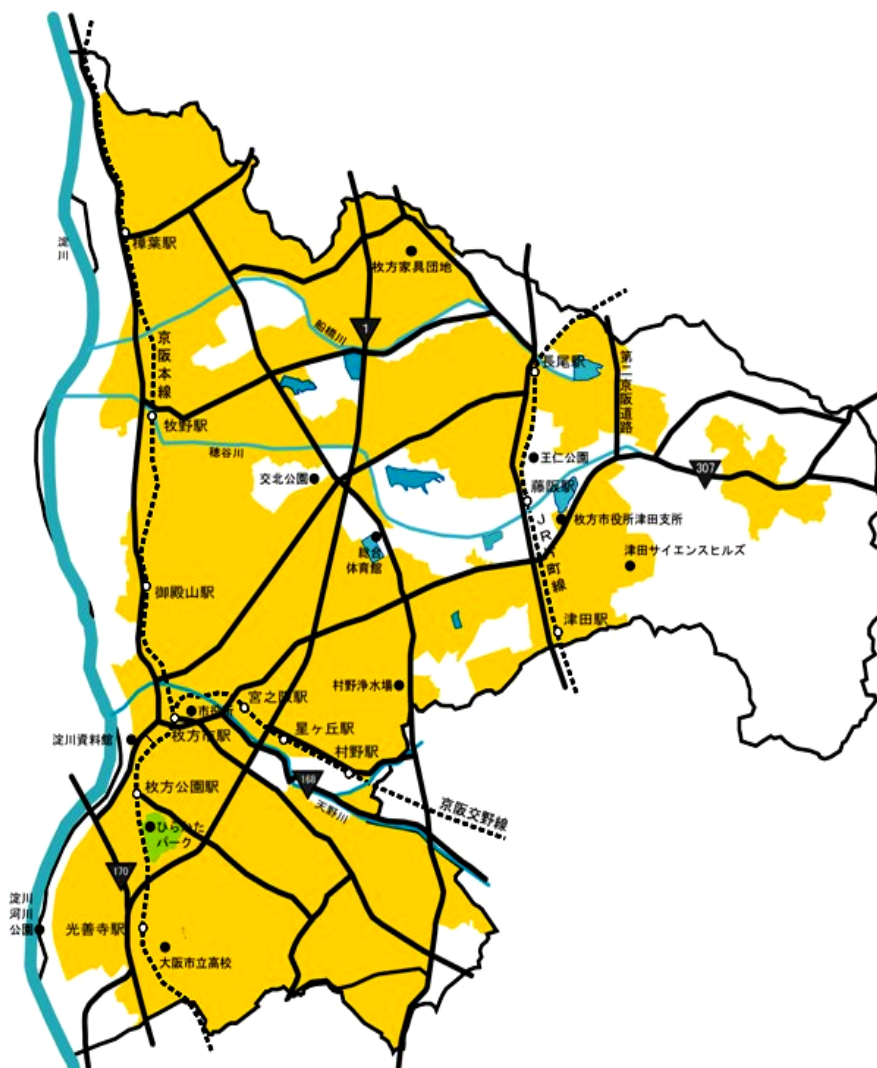 樟葉駅
淀川
枚方家具団地
船橋川
1
京阪本線
長尾駅
第二京阪道路
牧野駅
穂谷川
王仁公園
307
交北公園
藤阪駅
枚方市役所津田支所
JR片町線
総合
体育館
津田サイエンスヒルズ
御殿山駅
津田駅
村野浄水場
宮之阪駅
市役所
星ヶ丘駅
枚方市駅
淀川資料館
村野駅
168
枚方公園駅
天野川
京阪交野線
ひらかた
パーク
170
淀川
河川
公園
光善寺駅
大阪市立高校